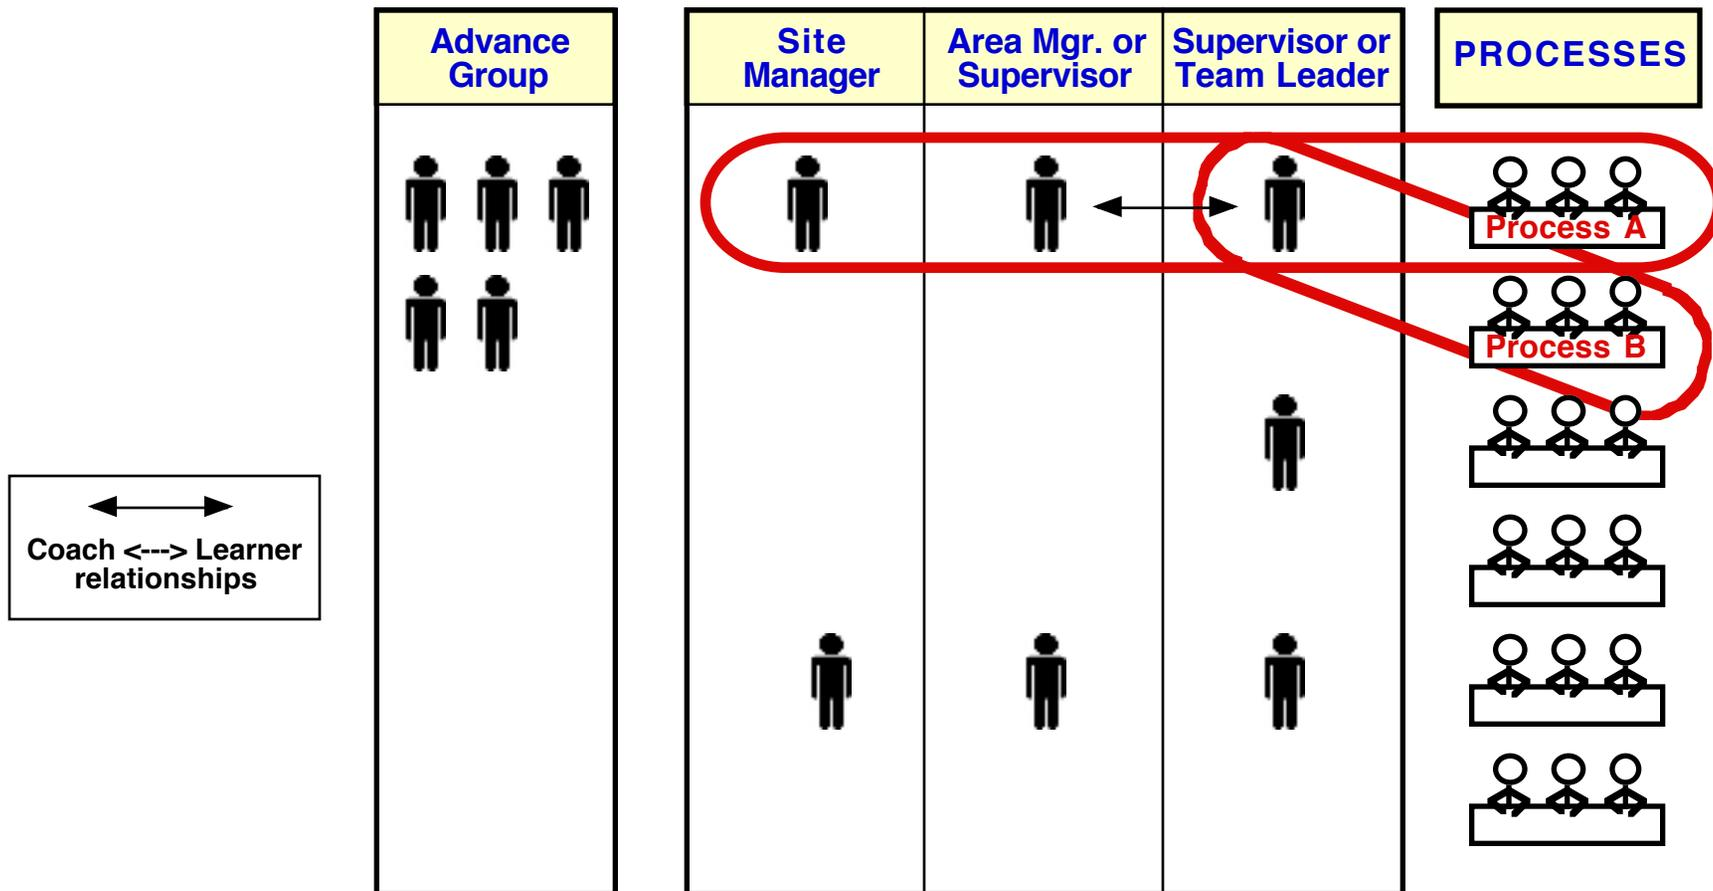 Advance
Group
Site
Manager
Area Mgr. or
Supervisor
Supervisor or
Team Leader
PROCESSES
Process A
Process B
Coach <---> Learner
relationships